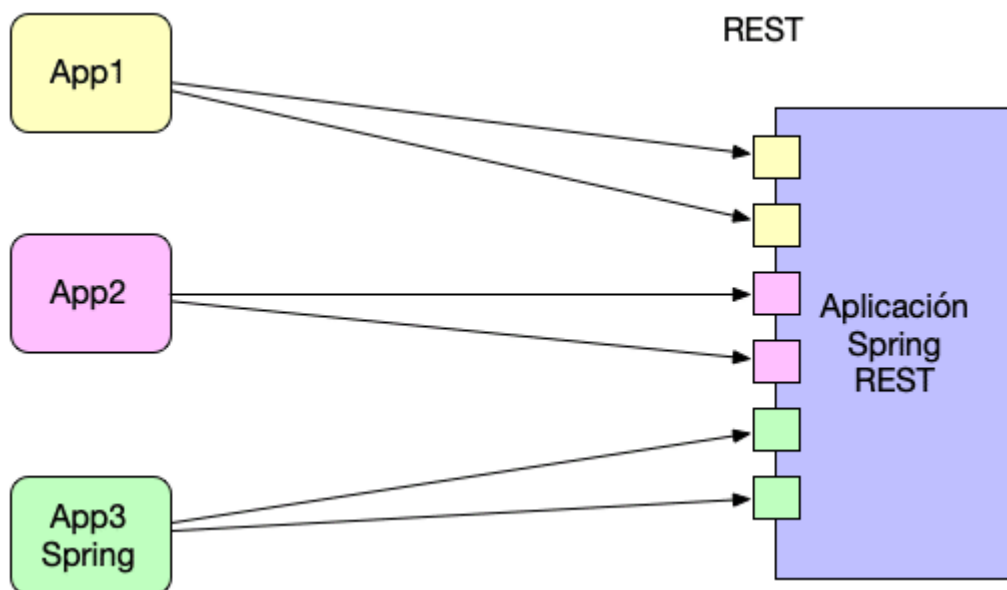 REST
App1
App2
Aplicación
Spring
REST
App3
Spring